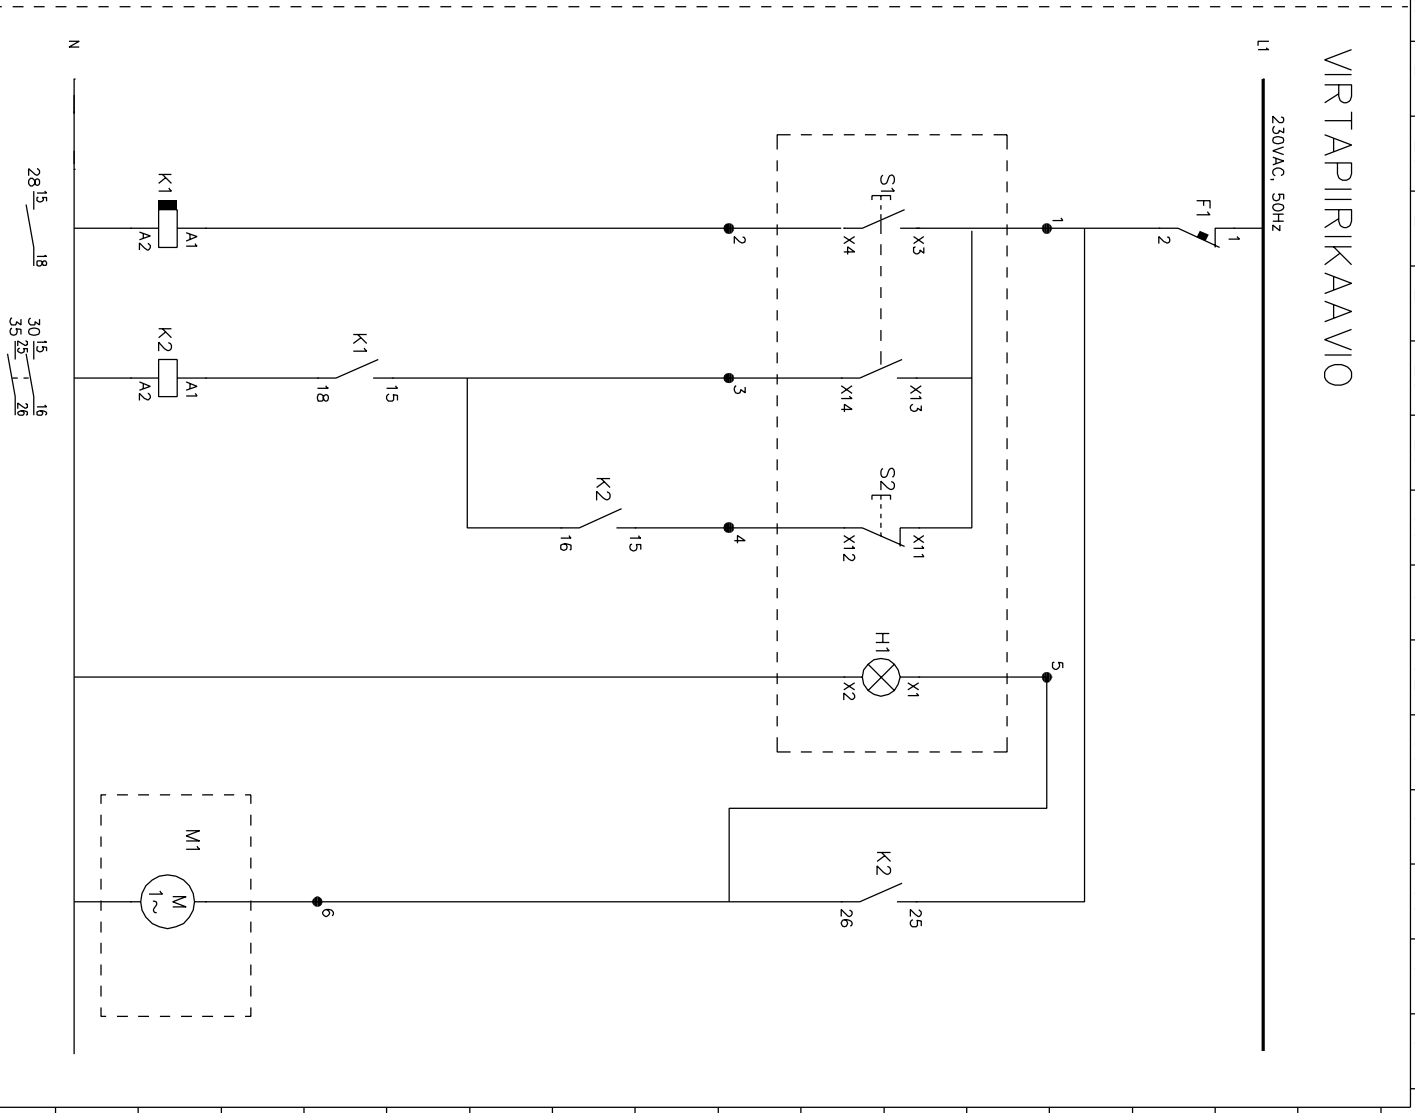 VIRTAPIIRIKAAVIO
L1
230VAC, 50Hz
F1
1
2
1
S1
X3
X4
2
K1
A1
A2
X13
X14
3
K1
15
18
K2
A1
A2
S2
X11
X12
4
K2
15
16
5
H1
X1
X2
K2
25
26
6
M1
M
1~
N
28 15 18
30 15 16
35 25 26